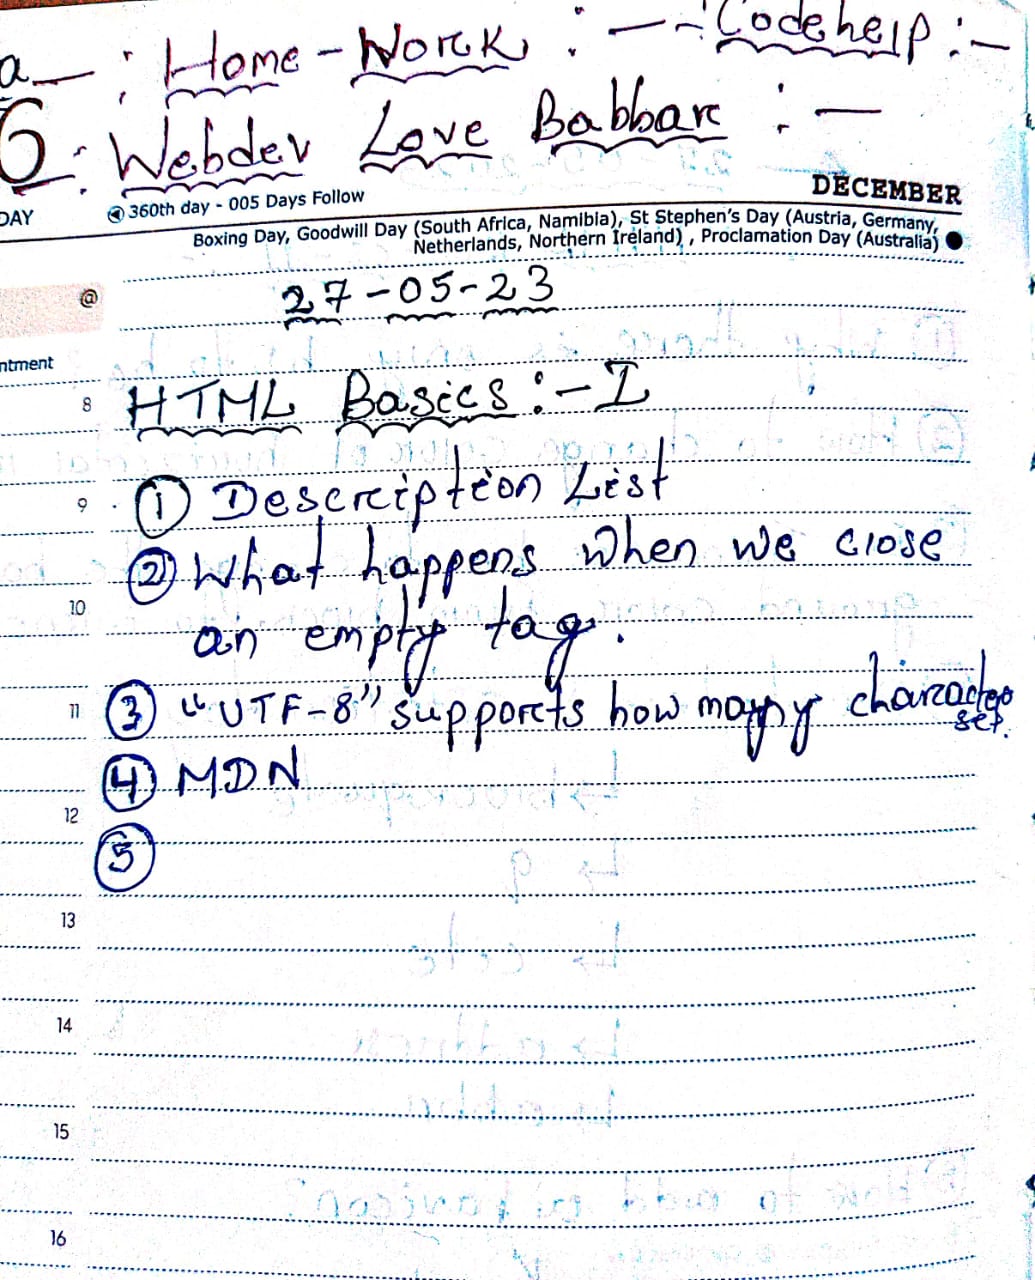 a — : Home - Work : — - Codehelp : —
6 : Webdev Love Babbar : —
DAY 360th day - 005 Days Follow DECEMBER
Boxing Day, Goodwill Day (South Africa, Namibia), St Stephen's Day (Austria, Germany,
Netherlands, Northern Ireland) , Proclamation Day (Australia)
@ 27-05-23
ntment
8 HTML Basics : - I
9 ① Description List
② What happens when we close
10 an empty tag.
11 ③ "UTF-8" supports how many character
set.
④ MDN
12
⑤
13
14
15
16